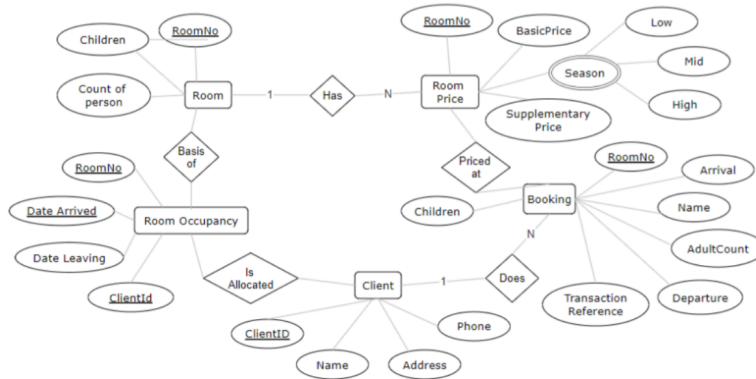 Children
RoomNo
Count of
person
Room
1
Has
N
RoomNo
BasicPrice
Low
Season
Mid
High
Room
Price
Supplementary
Price
Basis
of
Priced
at
RoomNo
Date Arrived
Date Leaving
ClientId
Room Occupancy
RoomNo
Arrival
Children
Booking
Name
AdultCount
Departure
Transaction
Reference
N
Is
Allocated
Client
1
Does
ClientID
Name
Address
Phone